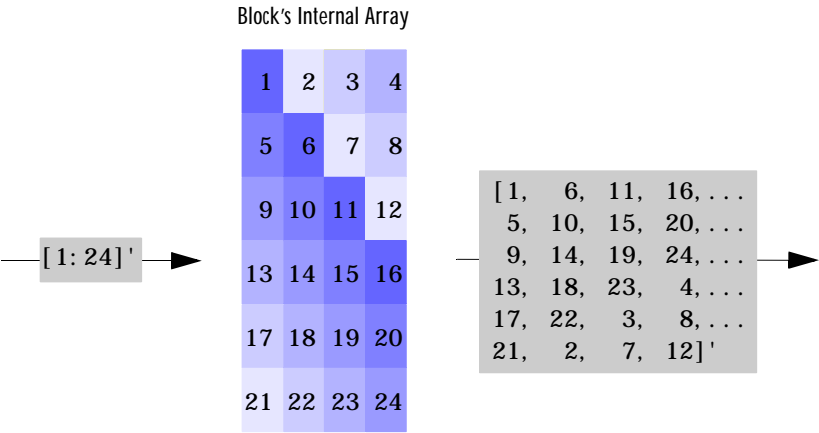 Block's Internal Array
1 2 3 4
5 6 7 8
9 10 11 12
13 14 15 16
17 18 19 20
21 22 23 24
[1:24]'
[1, 6, 11, 16,...
5, 10, 15, 20,...
9, 14, 19, 24,...
13, 18, 23, 4,...
17, 22, 3, 8,...
21, 2, 7, 12]'